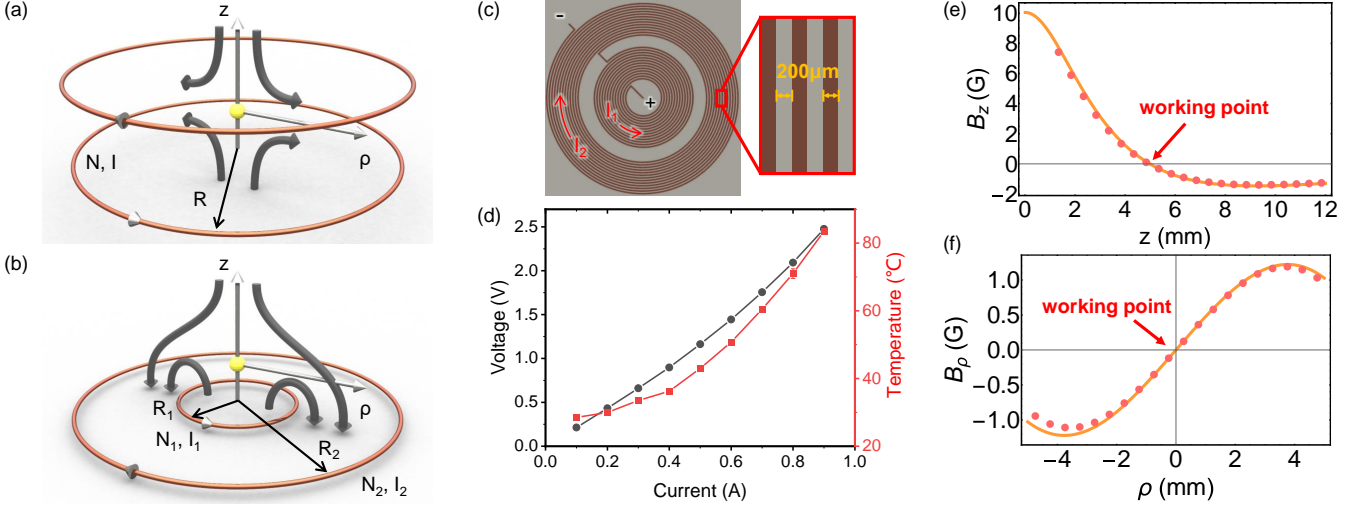 (a)
z
N, I
ρ
R
(b)
z
R1
ρ
N1, I1
R2
N2, I2
(c)
−
+
I1
I2
200μm
(d)
Voltage (V)
2.5
2.0
1.5
1.0
0.5
0.0
0.0 0.2 0.4 0.6 0.8 1.0
Current (A)
80
60
40
20
Temperature (℃)
(e)
Bz (G)
10
8
6
4
2
0
−2
working point
0 2 4 6 8 10 12
z (mm)
(f)
Bρ (G)
1.0
0.5
0.0
−0.5
−1.0
working point
−4 −2 0 2 4
ρ (mm)